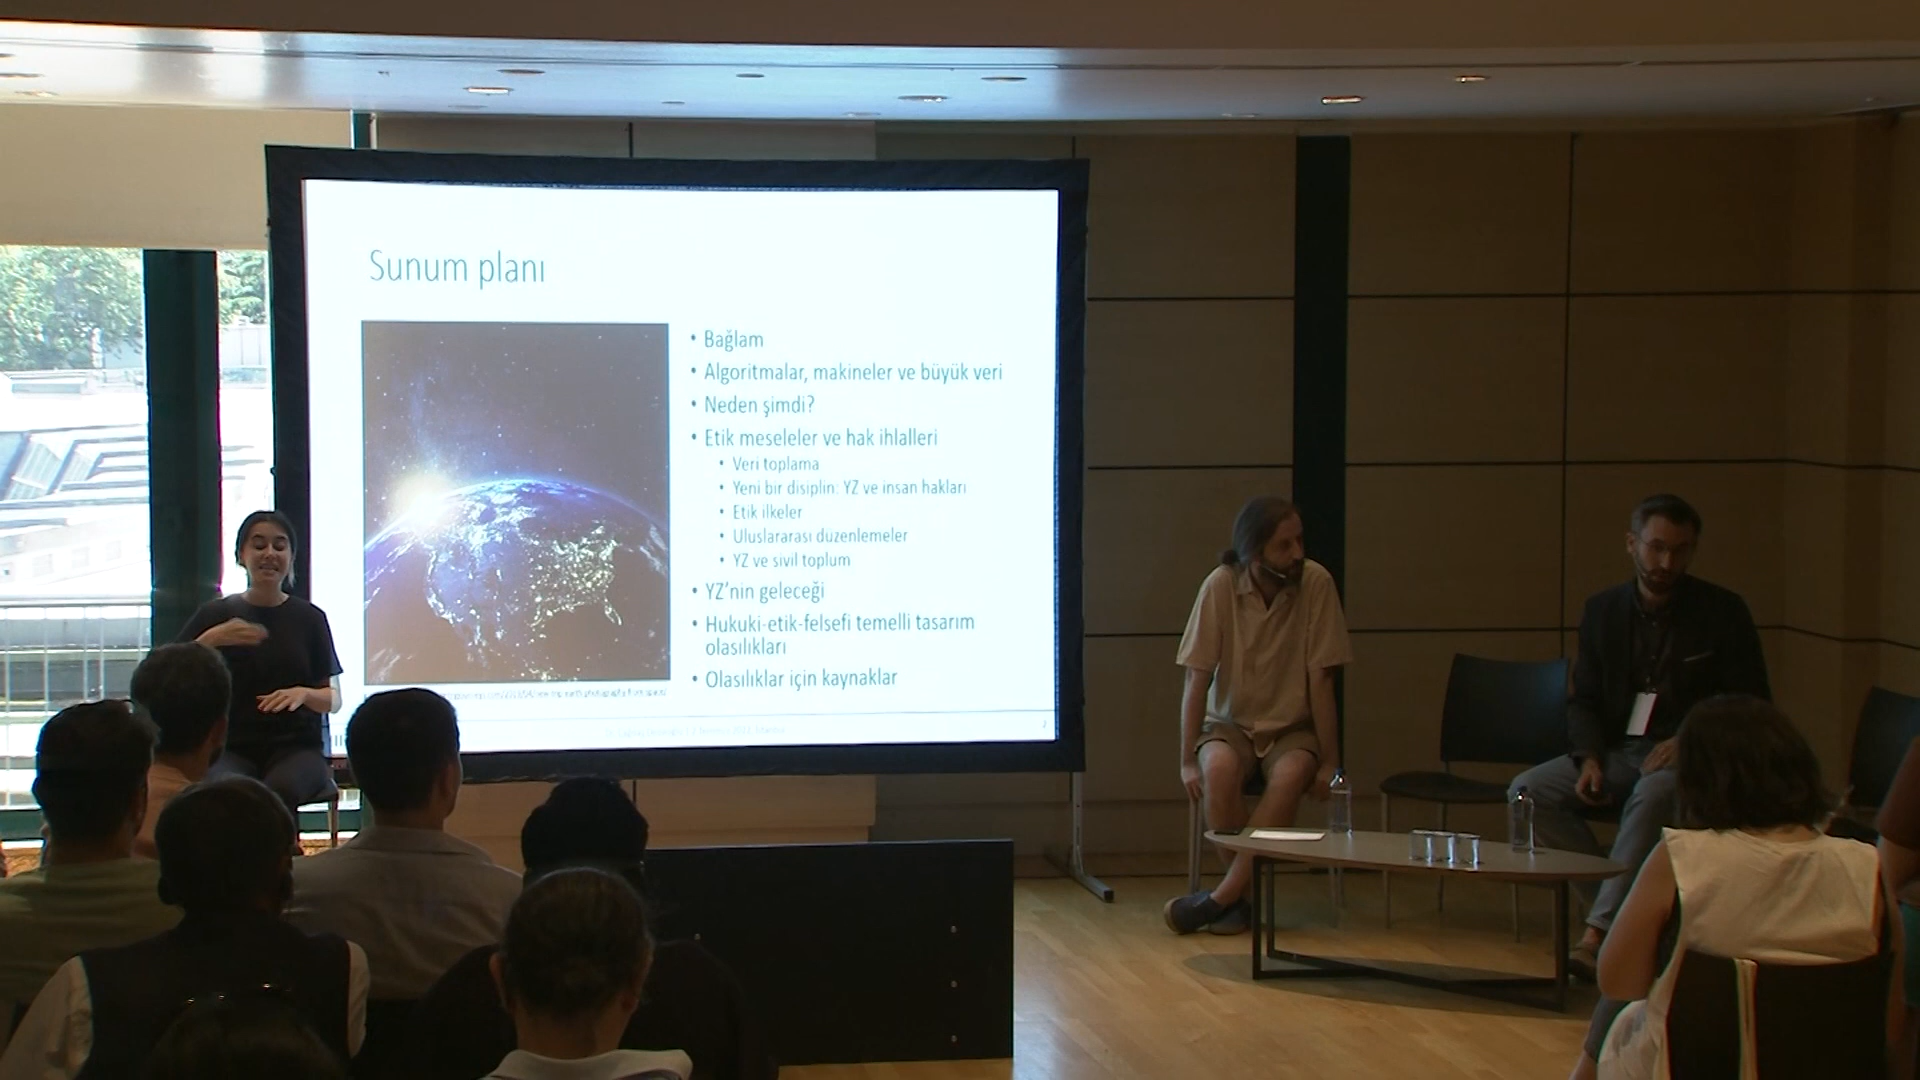 Sunum planı
• Bağlam
• Algoritmalar, makineler ve büyük veri
• Neden şimdi?
• Etik meseleler ve hak ihlalleri
• Veri toplama
• Yeni bir disiplin: YZ ve insan hakları
• Etik ilkeler
• Uluslararası düzenlemeler
• YZ ve sivil toplum
• YZ’nin geleceği
• Hukuki-etik-felsefi temelli tasarım
olasılıkları
• Olasılıklar için kaynaklar
2